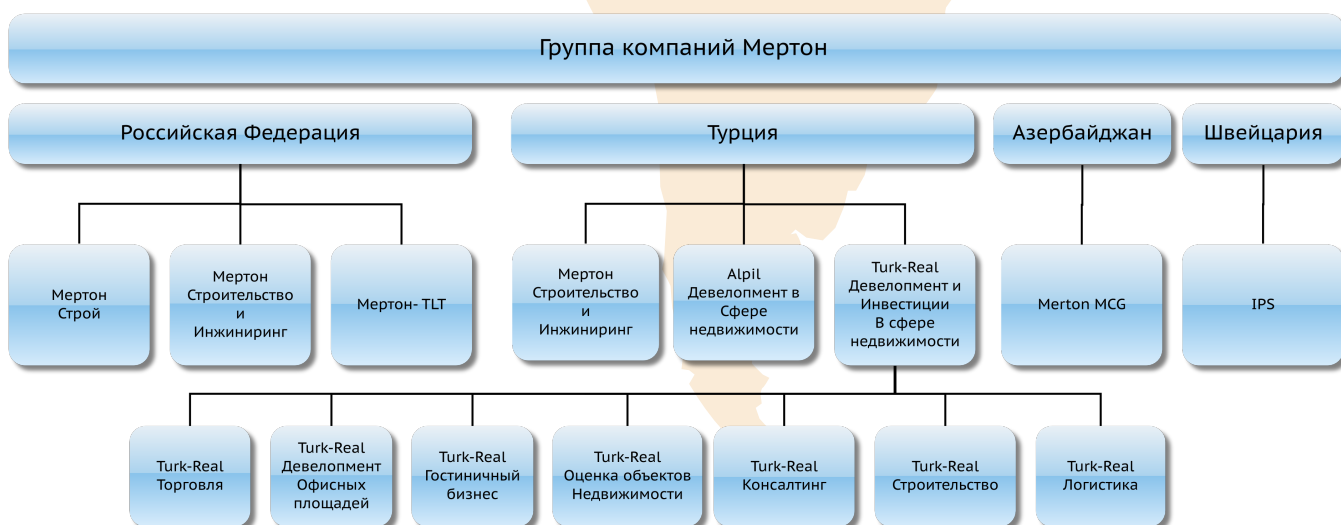 Группа компаний Мертон
Российская Федерация
Турция
Азербайджан
Швейцария
Мертон
Строй
Мертон
Строительство
и
Инжиниринг
Мертон- TLT
Мертон
Строительство
и
Инжиниринг
Alpil
Девелопмент в
Сфере
недвижимости
Turk-Real
Девелопмент и
Инвестиции
В сфере
недвижимости
Merton MCG
IPS
Turk-Real
Торговля
Turk-Real
Девелопмент
Офисных
площадей
Turk-Real
Гостиничный
бизнес
Turk-Real
Оценка объектов
Недвижимости
Turk-Real
Консалтинг
Turk-Real
Строительство
Turk-Real
Логистика